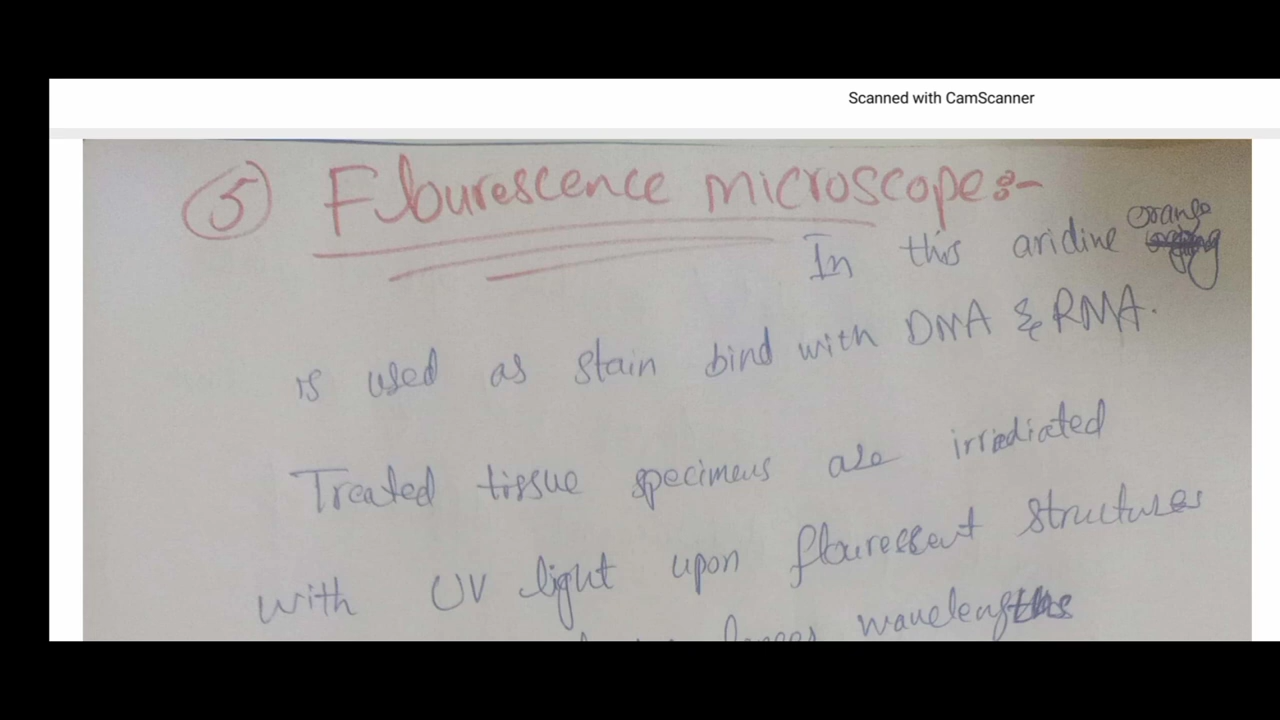 Scanned with CamScanner
5 Flourescence microscope:-
In this aridine orange
is used as stain bind with DNA & RNA.
Treated tissue specimens are irradiated
with UV light upon flourescent structures
wavelengths